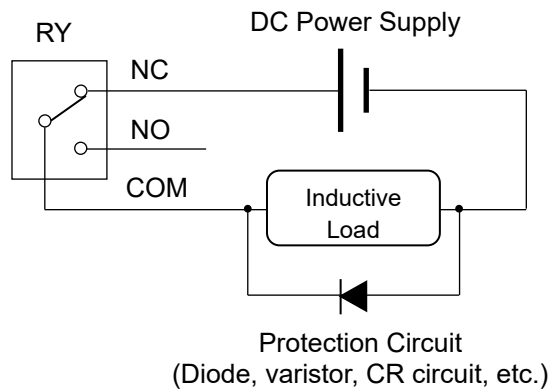 DC Power Supply
RY
NC
NO
COM
Inductive
Load
Protection Circuit
(Diode, varistor, CR circuit, etc.)